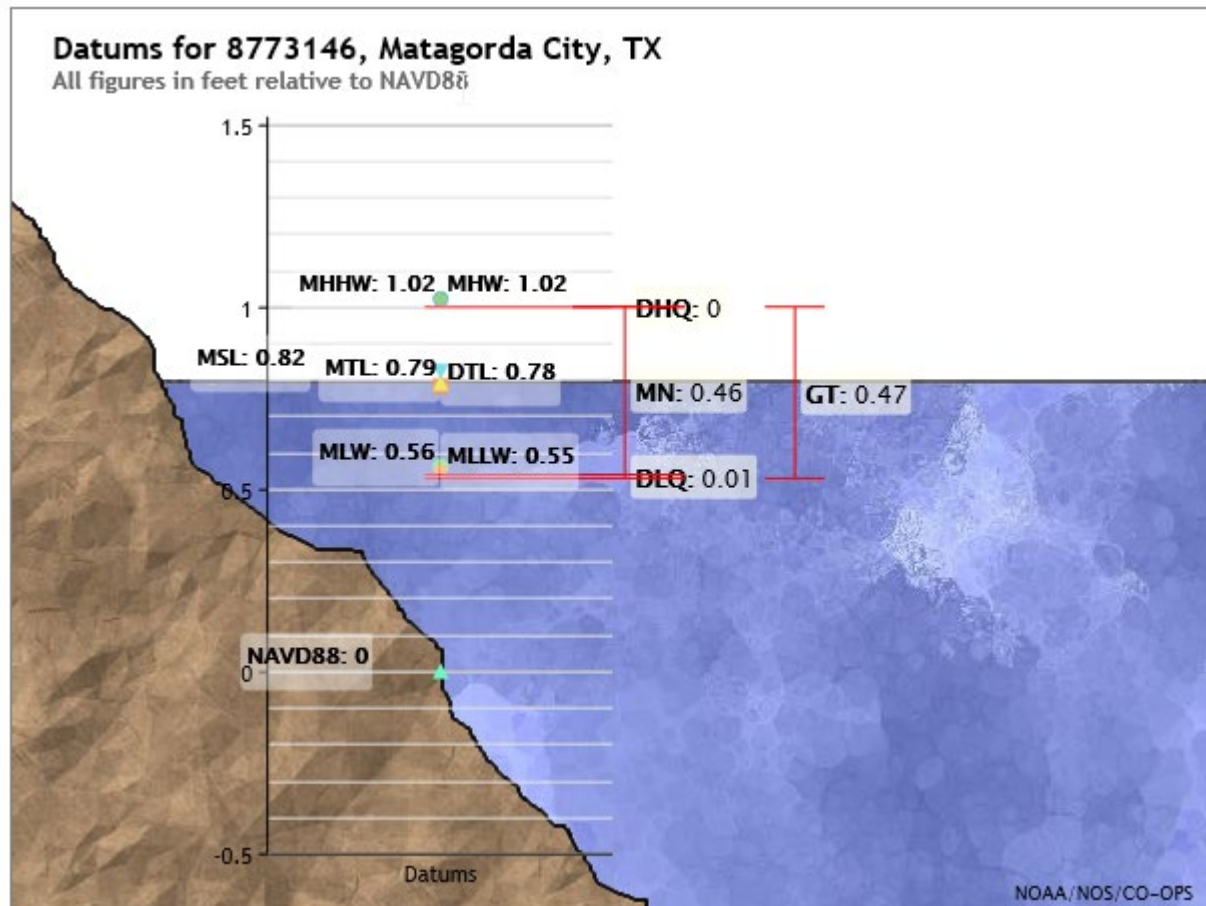 Datums for 8773146, Matagorda City, TX
All figures in feet relative to NAVD88
1.5
MHHW: 1.02 MHW: 1.02
1
DHQ: 0
MSL: 0.82
MTL: 0.79 DTL: 0.78
MN: 0.46
GT: 0.47
MLW: 0.56 MLLW: 0.55
DLQ: 0.01
0.5
NAVD88: 0
0
-0.5
Datums
NOAA/NOS/CO-OPS